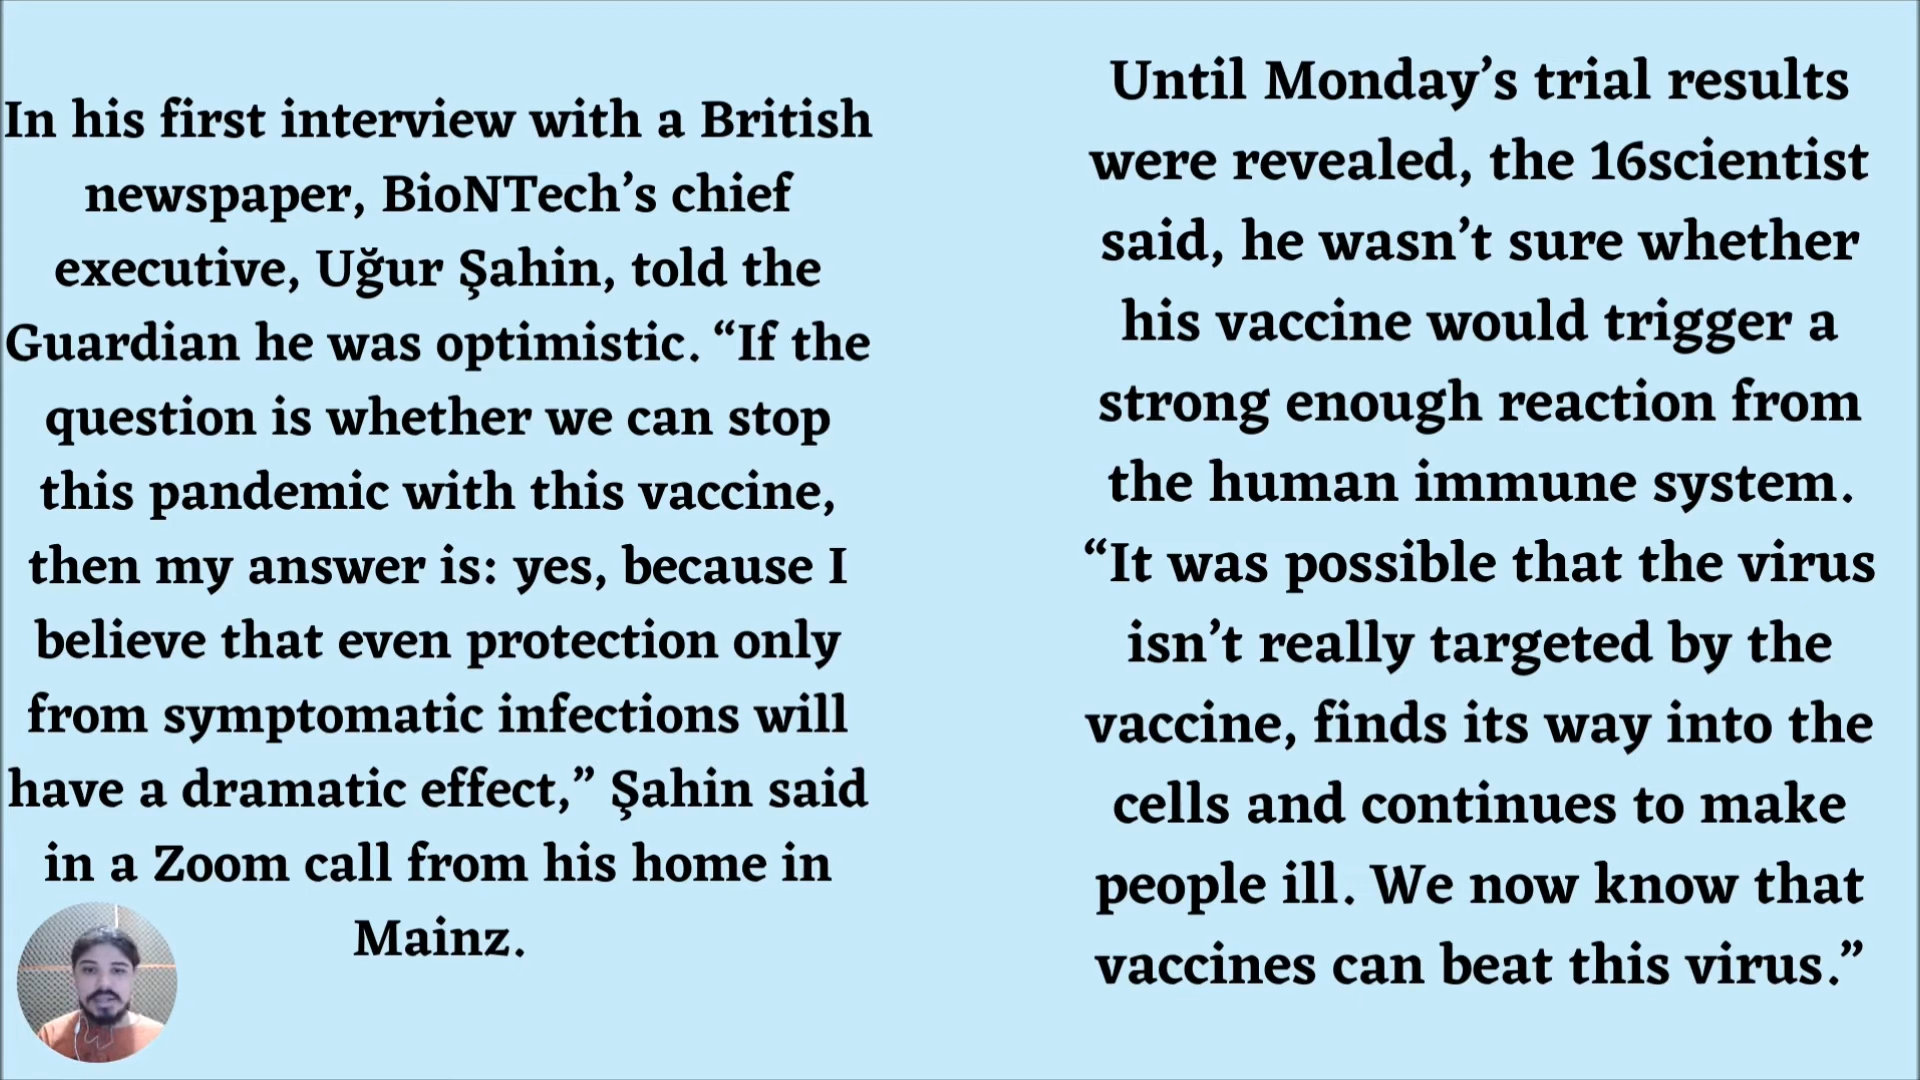 In his first interview with a British
newspaper, BioNTech’s chief
executive, Uğur Şahin, told the
Guardian he was optimistic. “If the
question is whether we can stop
this pandemic with this vaccine,
then my answer is: yes, because I
believe that even protection only
from symptomatic infections will
have a dramatic effect,” Şahin said
in a Zoom call from his home in
Mainz.
Until Monday’s trial results
were revealed, the 16scientist
said, he wasn’t sure whether
his vaccine would trigger a
strong enough reaction from
the human immune system.
“It was possible that the virus
isn’t really targeted by the
vaccine, finds its way into the
cells and continues to make
people ill. We now know that
vaccines can beat this virus.”